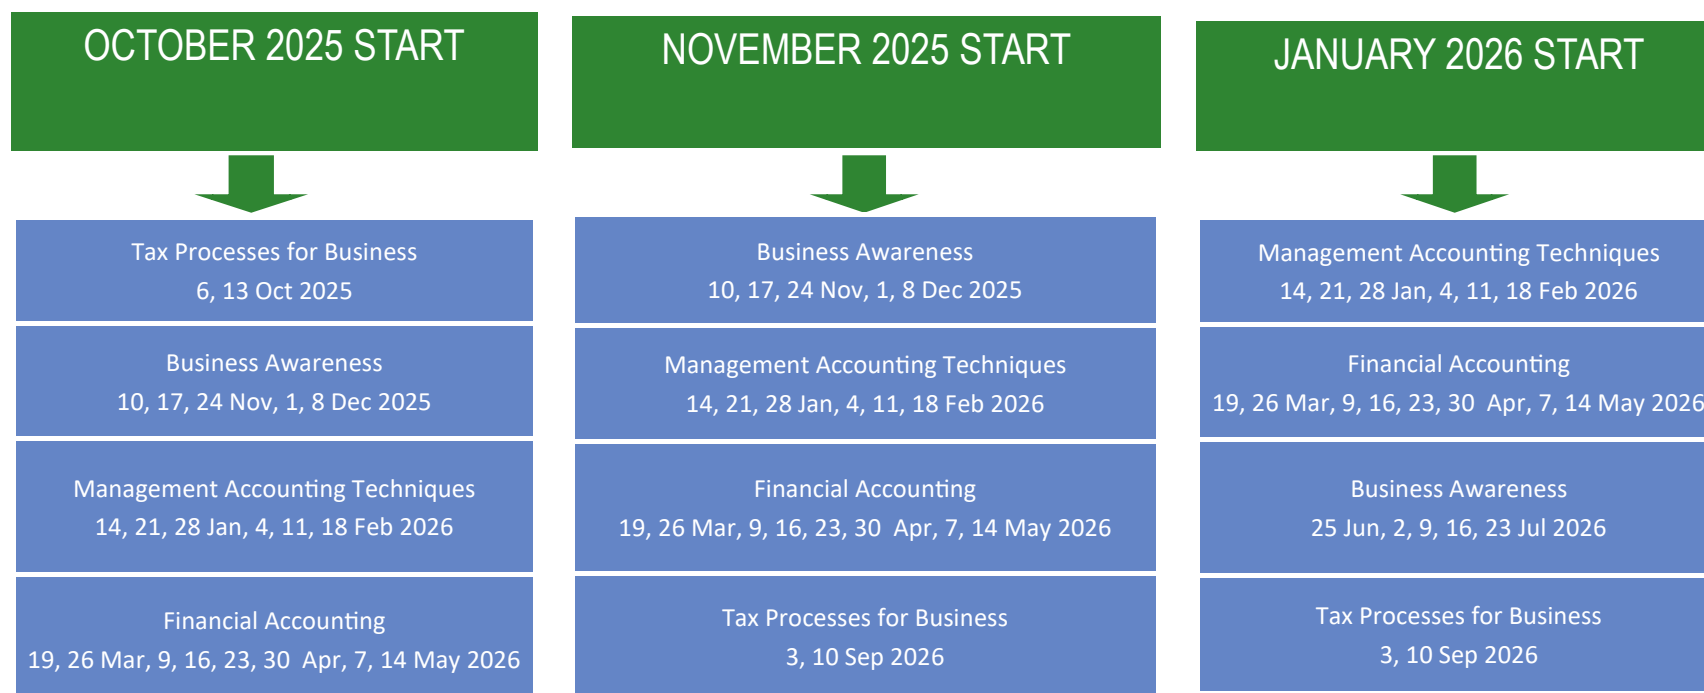 OCTOBER 2025 START
Tax Processes for Business
6, 13 Oct 2025
Business Awareness
10, 17, 24 Nov, 1, 8 Dec 2025
Management Accounting Techniques
14, 21, 28 Jan, 4, 11, 18 Feb 2026
Financial Accounting
19, 26 Mar, 9, 16, 23, 30  Apr, 7, 14 May 2026
NOVEMBER 2025 START
Business Awareness
10, 17, 24 Nov, 1, 8 Dec 2025
Management Accounting Techniques
14, 21, 28 Jan, 4, 11, 18 Feb 2026
Financial Accounting
19, 26 Mar, 9, 16, 23, 30  Apr, 7, 14 May 2026
Tax Processes for Business
3, 10 Sep 2026
JANUARY 2026 START
Management Accounting Techniques
14, 21, 28 Jan, 4, 11, 18 Feb 2026
Financial Accounting
19, 26 Mar, 9, 16, 23, 30  Apr, 7, 14 May 2026
Business Awareness
25 Jun, 2, 9, 16, 23 Jul 2026
Tax Processes for Business
3, 10 Sep 2026